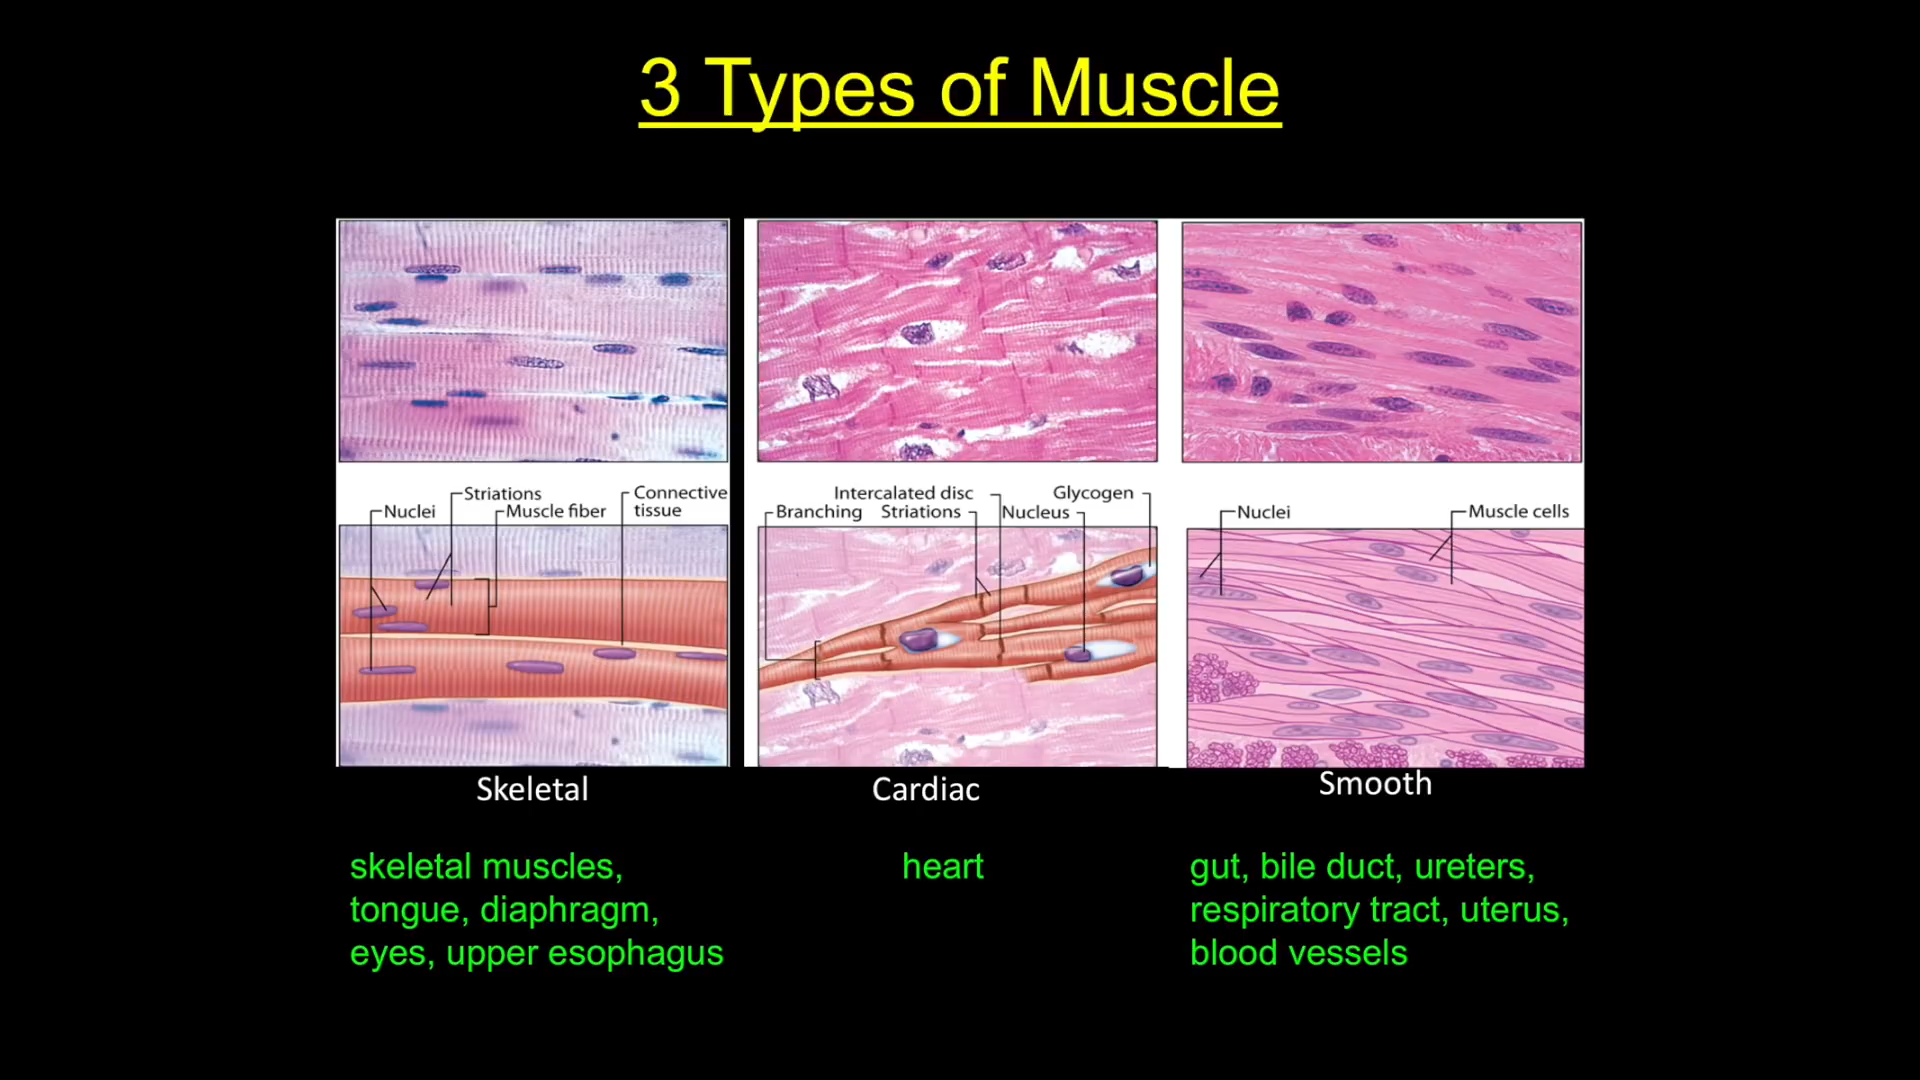 3 Types of Muscle
Striations
Connective
tissue
Nuclei
Muscle fiber
Intercalated disc
Glycogen
Branching
Striations
Nucleus
Nuclei
Muscle cells
Skeletal
Cardiac
Smooth
skeletal muscles,
tongue, diaphragm,
eyes, upper esophagus
heart
gut, bile duct, ureters,
respiratory tract, uterus,
blood vessels